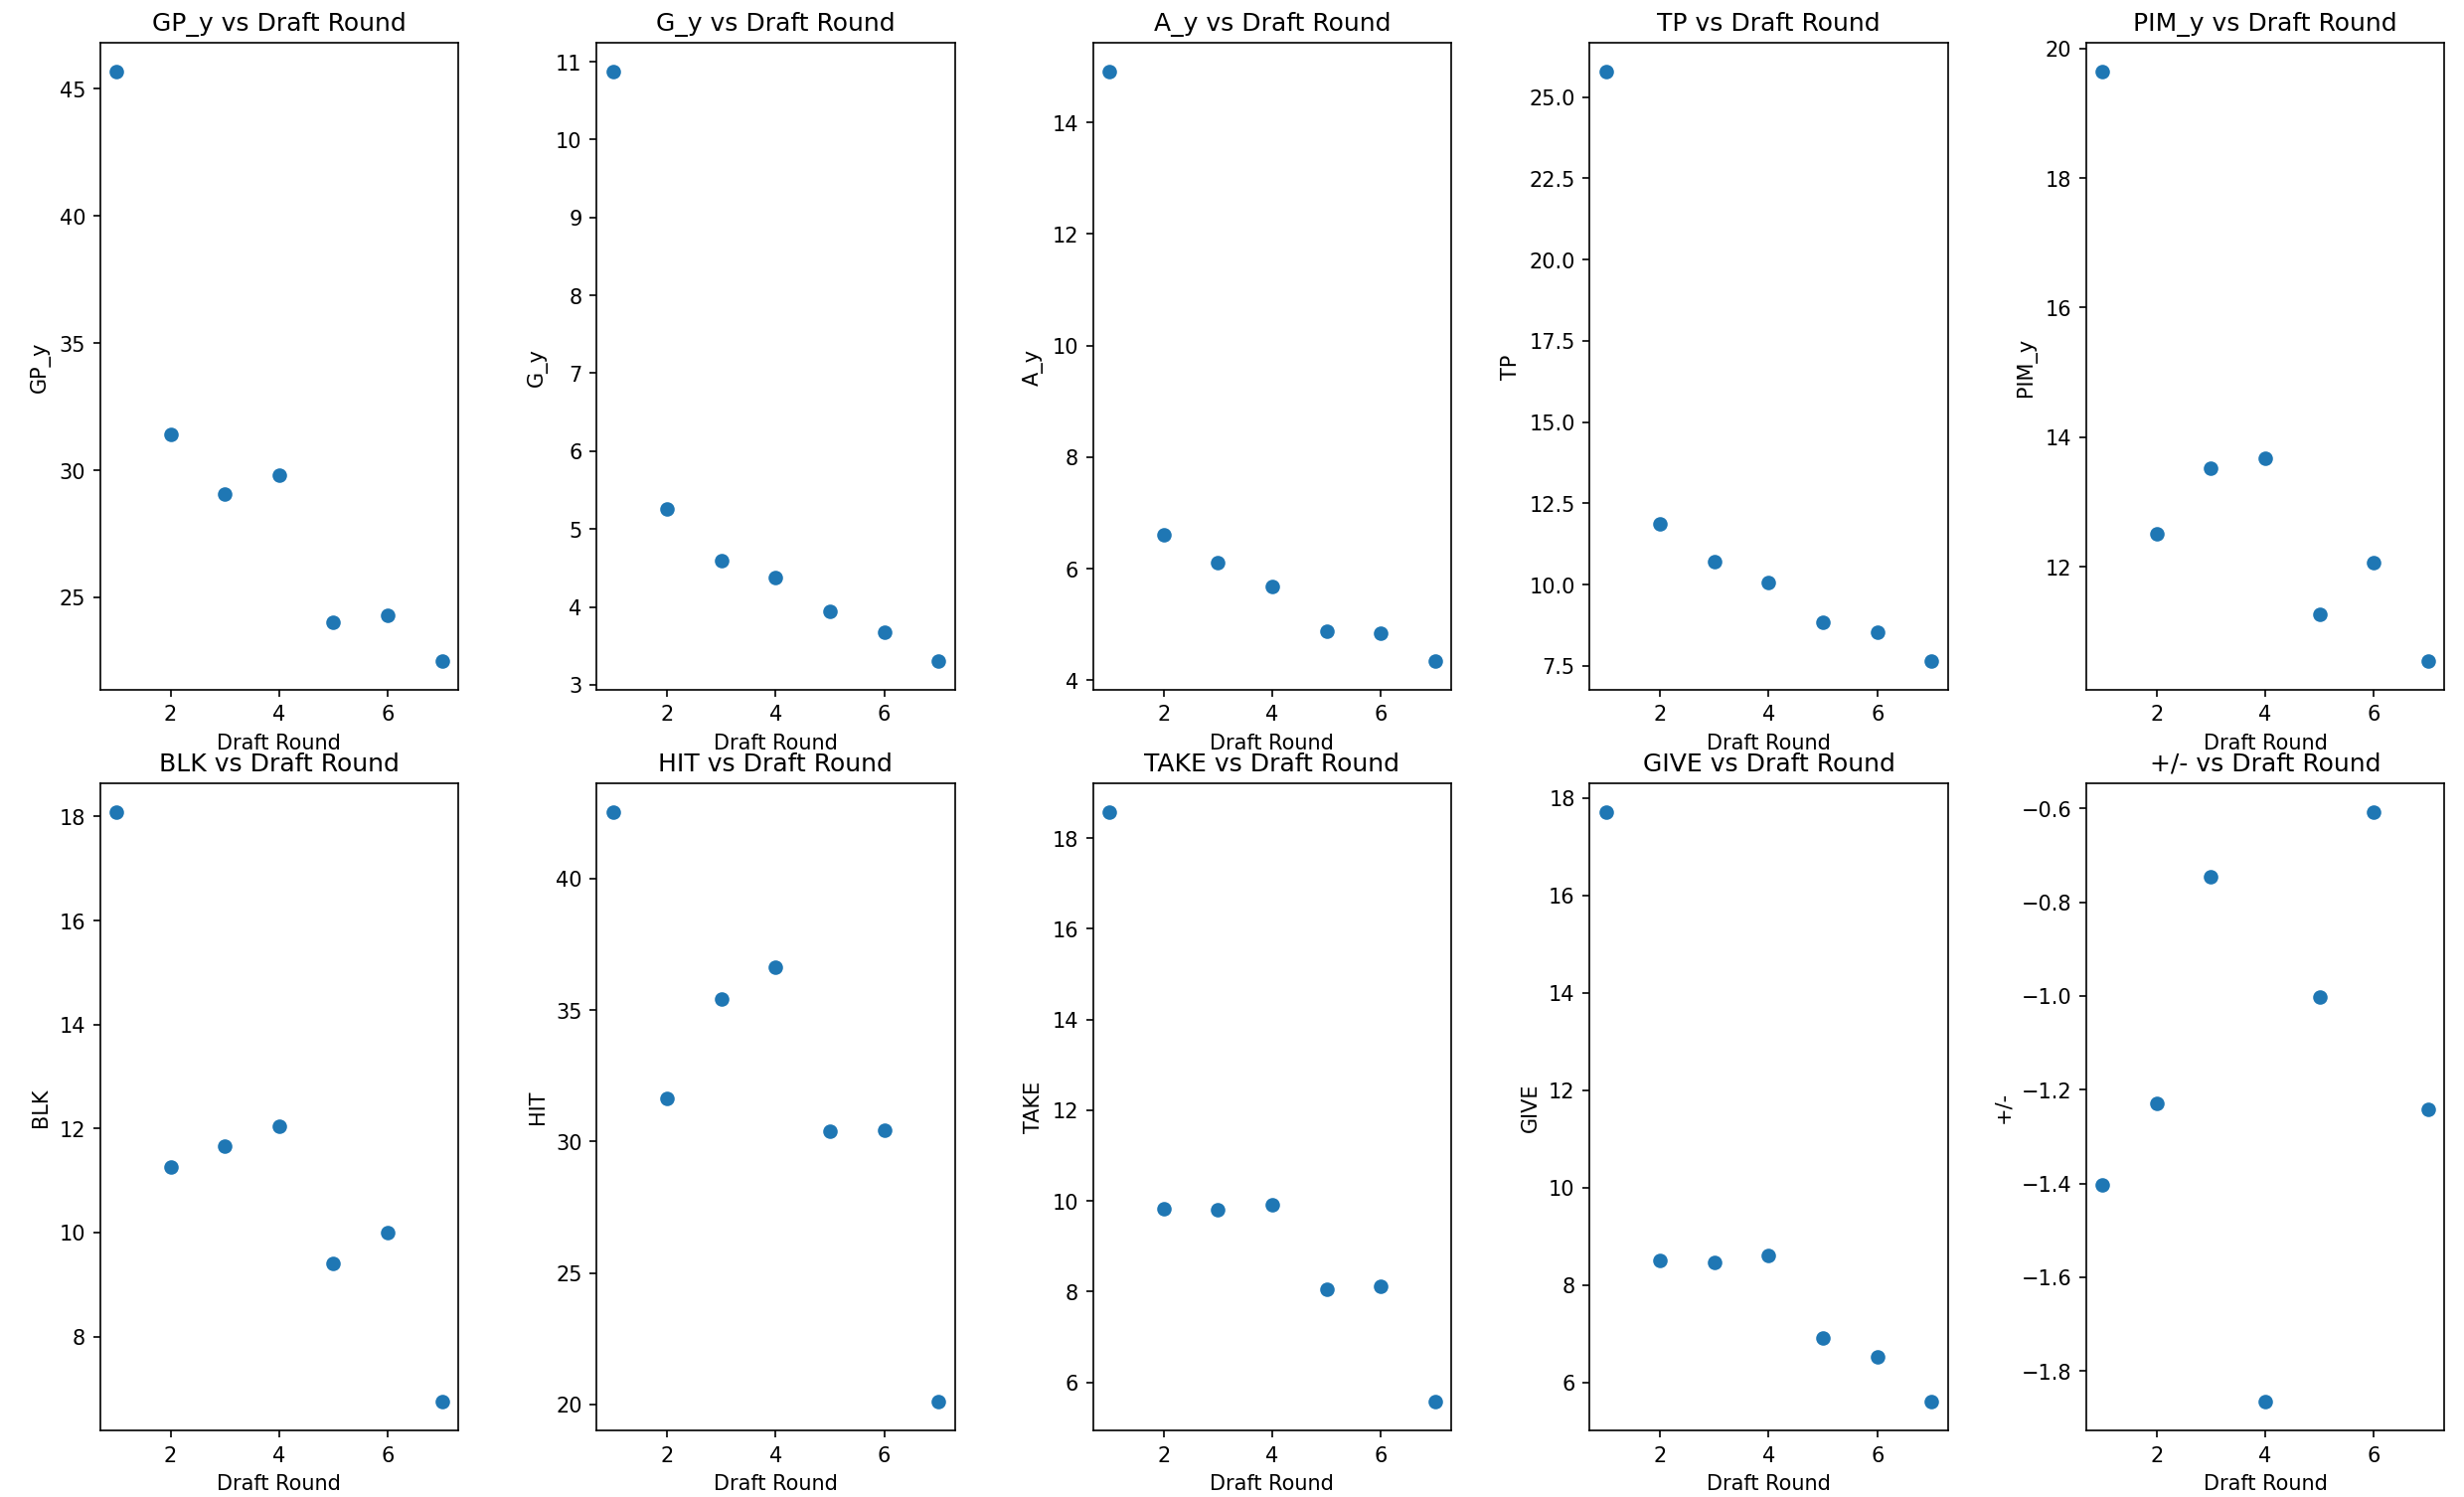 GP_y vs Draft Round
45
40
35
30
25
GP_y
2 4 6
Draft Round
G_y vs Draft Round
11
10
9
8
7
6
5
4
3
G_y
2 4 6
Draft Round
A_y vs Draft Round
14
12
10
8
6
4
A_y
2 4 6
Draft Round
TP vs Draft Round
25.0
22.5
20.0
17.5
15.0
12.5
10.0
7.5
TP
2 4 6
Draft Round
PIM_y vs Draft Round
20
18
16
14
12
PIM_y
2 4 6
Draft Round
BLK vs Draft Round
18
16
14
12
10
8
BLK
2 4 6
Draft Round
HIT vs Draft Round
40
35
30
25
20
HIT
2 4 6
Draft Round
TAKE vs Draft Round
18
16
14
12
10
8
6
TAKE
2 4 6
Draft Round
GIVE vs Draft Round
18
16
14
12
10
8
6
GIVE
2 4 6
Draft Round
+/- vs Draft Round
−0.6
−0.8
−1.0
−1.2
−1.4
−1.6
−1.8
+/-
2 4 6
Draft Round